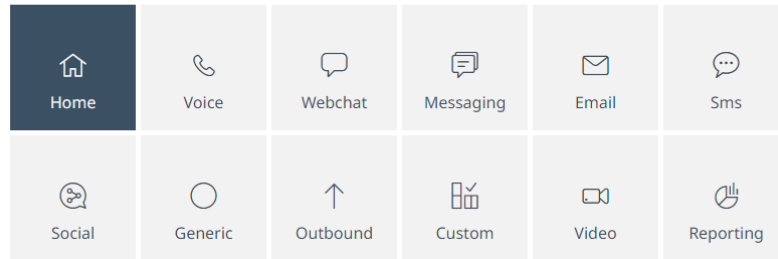 Home Voice Webchat Messaging Email Sms
Social Generic Outbound Custom Video Reporting